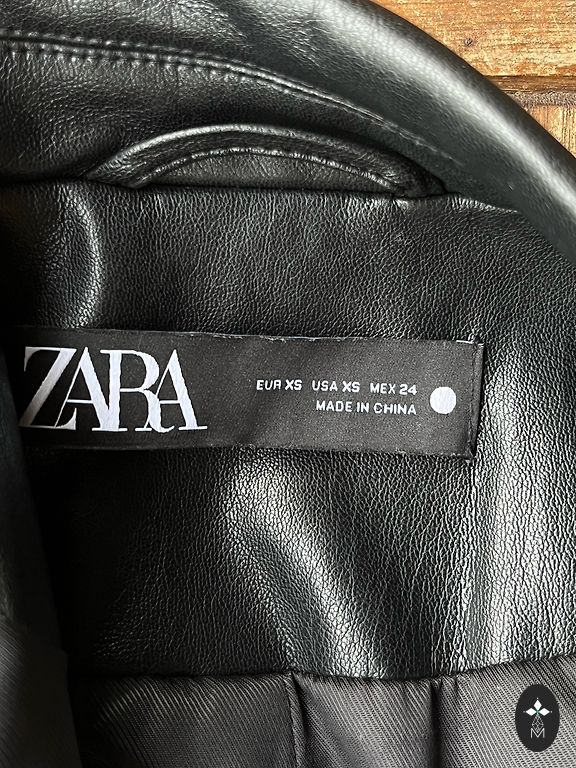 ZARA
EUR XS USA XS MEX 24
MADE IN CHINA
M